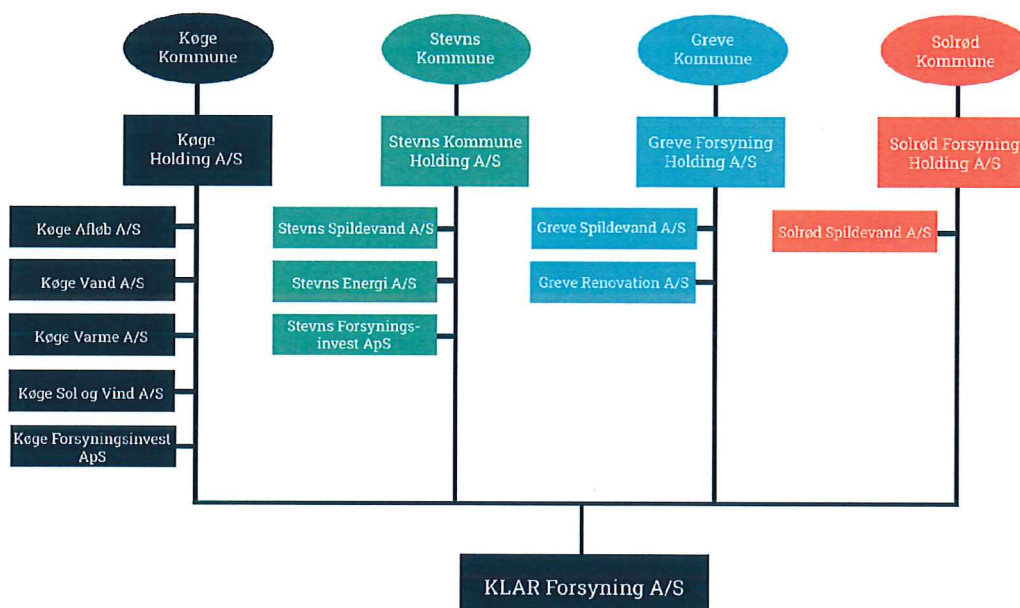 Køge
Kommune
Stevns
Kommune
Greve
Kommune
Solrød
Kommune
Køge
Holding A/S
Stevns Kommune
Holding A/S
Greve Forsyning
Holding A/S
Solrød Forsyning
Holding A/S
Køge Afløb A/S
Køge Vand A/S
Køge Varme A/S
Køge Sol og Vind A/S
Køge Forsyningsinvest
ApS
Stevns Spildevand A/S
Stevns Energi A/S
Stevns Forsynings-
invest ApS
Greve Spildevand A/S
Greve Renovation A/S
Solrød Spildevand A/S
KLAR Forsyning A/S